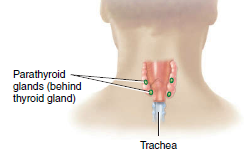 Parathyroid
glands (behind
thyroid gland)
Trachea